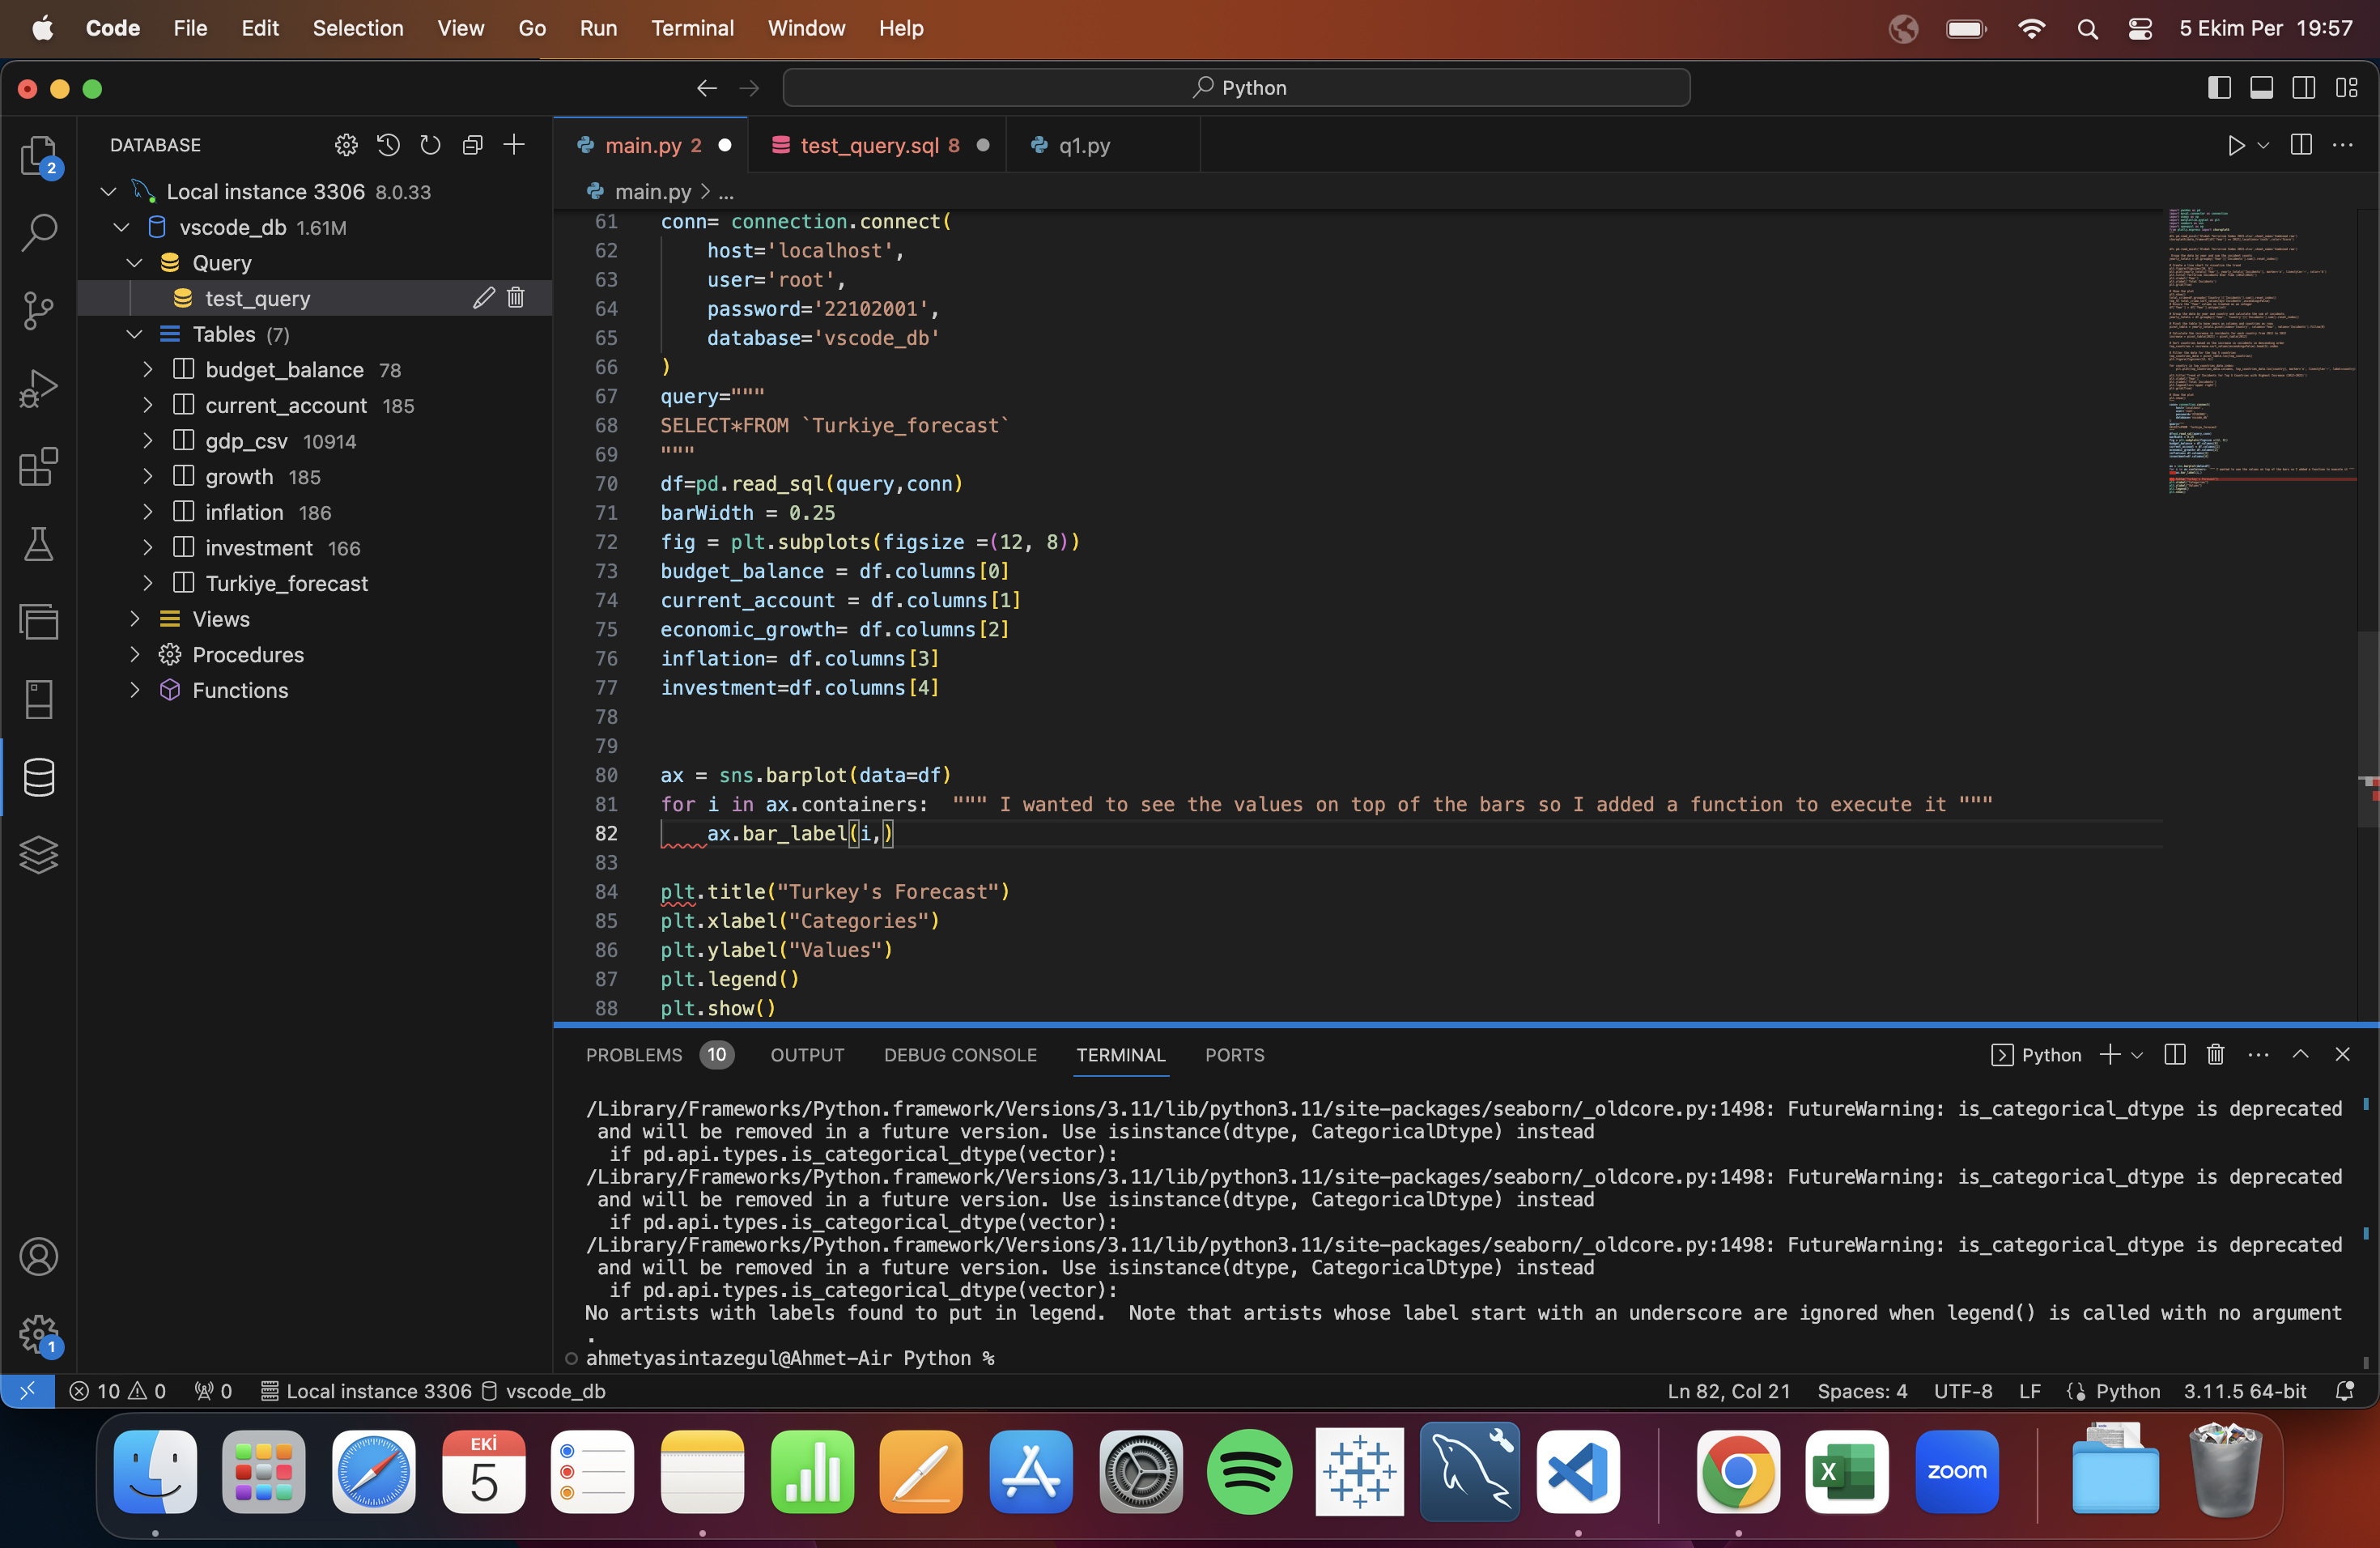 Code File Edit Selection View Go Run Terminal Window Help 5 Ekim Per 19:57
Python
DATABASE
Local instance 3306 8.0.33
vscode_db 1.61M
Query
test_query
Tables (7)
budget_balance 78
current_account 185
gdp_csv 10914
growth 185
inflation 186
investment 166
Turkiye_forecast
Views
Procedures
Functions
2
1
main.py 2 test_query.sql 8 q1.py
main.py > ...
61 conn= connection.connect(
62 host='localhost',
63 user='root',
64 password='22102001',
65 database='vscode_db'
66 )
67 query="""
68 SELECT*FROM `Turkiye_forecast`
69 """
70 df=pd.read_sql(query,conn)
71 barWidth = 0.25
72 fig = plt.subplots(figsize =(12, 8))
73 budget_balance = df.columns[0]
74 current_account = df.columns[1]
75 economic_growth= df.columns[2]
76 inflation= df.columns[3]
77 investment=df.columns[4]
78
79
80 ax = sns.barplot(data=df)
81 for i in ax.containers: """ I wanted to see the values on top of the bars so I added a function to execute it """
82 ax.bar_label(i,)
83
84 plt.title("Turkey's Forecast")
85 plt.xlabel("Categories")
86 plt.ylabel("Values")
87 plt.legend()
88 plt.show()
PROBLEMS 10 OUTPUT DEBUG CONSOLE TERMINAL PORTS Python
/Library/Frameworks/Python.framework/Versions/3.11/lib/python3.11/site-packages/seaborn/_oldcore.py:1498: FutureWarning: is_categorical_dtype is deprecated
and will be removed in a future version. Use isinstance(dtype, CategoricalDtype) instead
if pd.api.types.is_categorical_dtype(vector):
/Library/Frameworks/Python.framework/Versions/3.11/lib/python3.11/site-packages/seaborn/_oldcore.py:1498: FutureWarning: is_categorical_dtype is deprecated
and will be removed in a future version. Use isinstance(dtype, CategoricalDtype) instead
if pd.api.types.is_categorical_dtype(vector):
/Library/Frameworks/Python.framework/Versions/3.11/lib/python3.11/site-packages/seaborn/_oldcore.py:1498: FutureWarning: is_categorical_dtype is deprecated
and will be removed in a future version. Use isinstance(dtype, CategoricalDtype) instead
if pd.api.types.is_categorical_dtype(vector):
No artists with labels found to put in legend.  Note that artists whose label start with an underscore are ignored when legend() is called with no argument
.
ahmetyasintazegul@Ahmet-Air Python %
10 0 0 Local instance 3306 vscode_db Ln 82, Col 21 Spaces: 4 UTF-8 LF Python 3.11.5 64-bit
EKİ
5
X
zoom